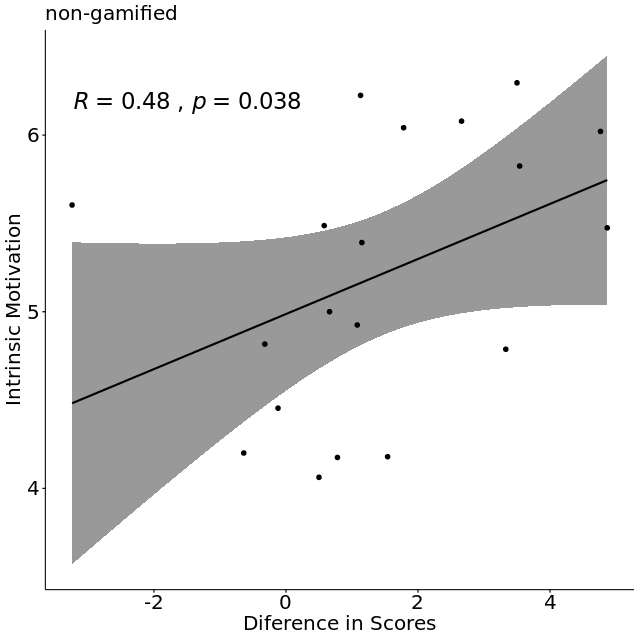 non-gamified
R = 0.48 , p = 0.038
6
5
4
Intrinsic Motivation
-2 0 2 4
Diference in Scores